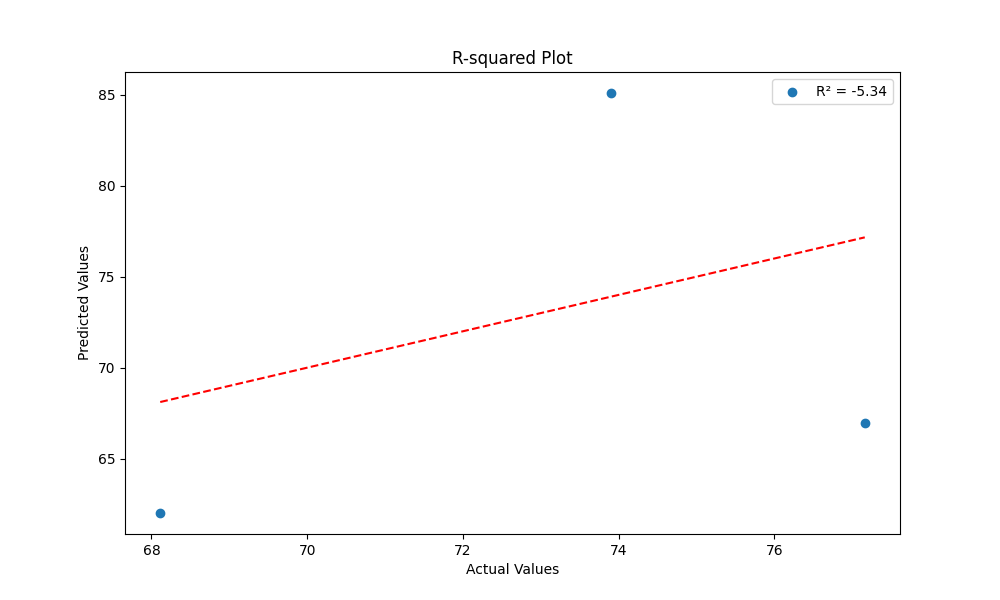 R-squared Plot
R² = -5.34
85
80
75
70
65
Predicted Values
68
70
72
74
76
Actual Values